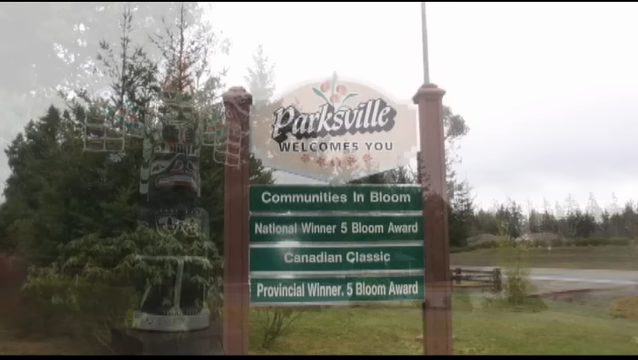 Parksville
WELCOMES YOU
Communities In Bloom
National Winner 5 Bloom Award
Canadian Classic
Provincial Winner. 5 Bloom Award